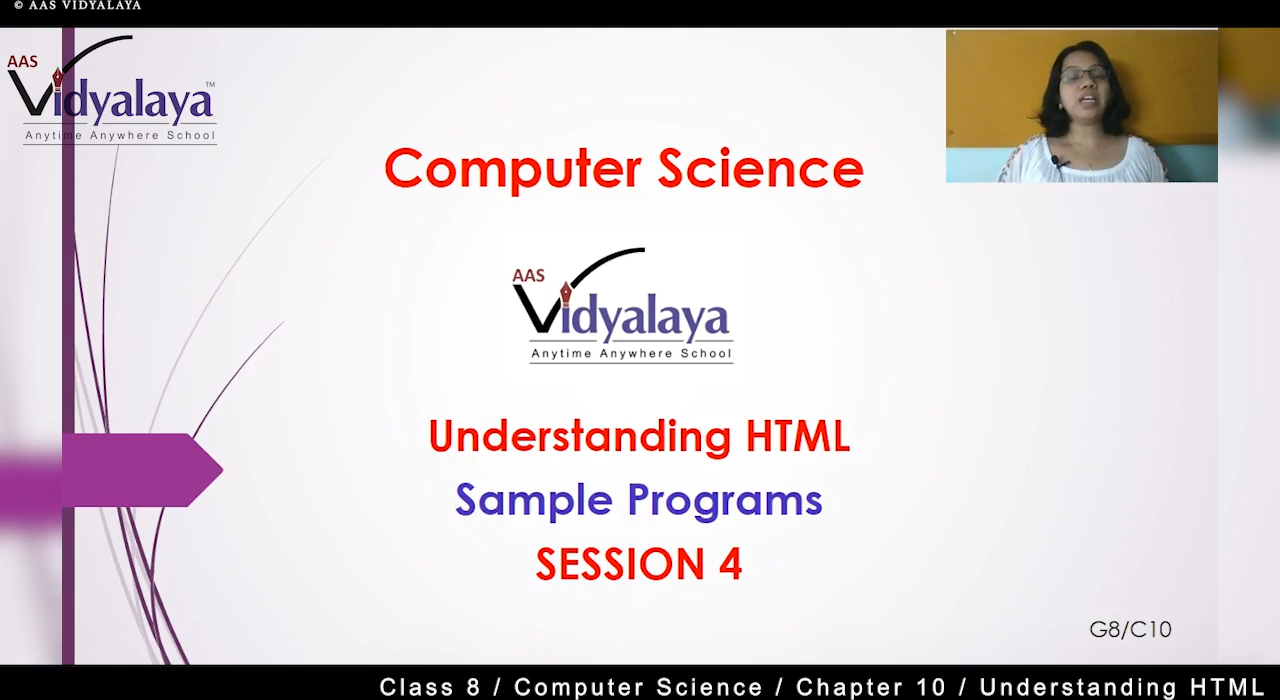 © AAS VIDYALAYA
AAS
Vidyalaya™
Anytime Anywhere School
Computer Science
AAS
Vidyalaya
Anytime Anywhere School
Understanding HTML
Sample Programs
SESSION 4
G8/C10
Class 8 / Computer Science / Chapter 10 / Understanding HTML